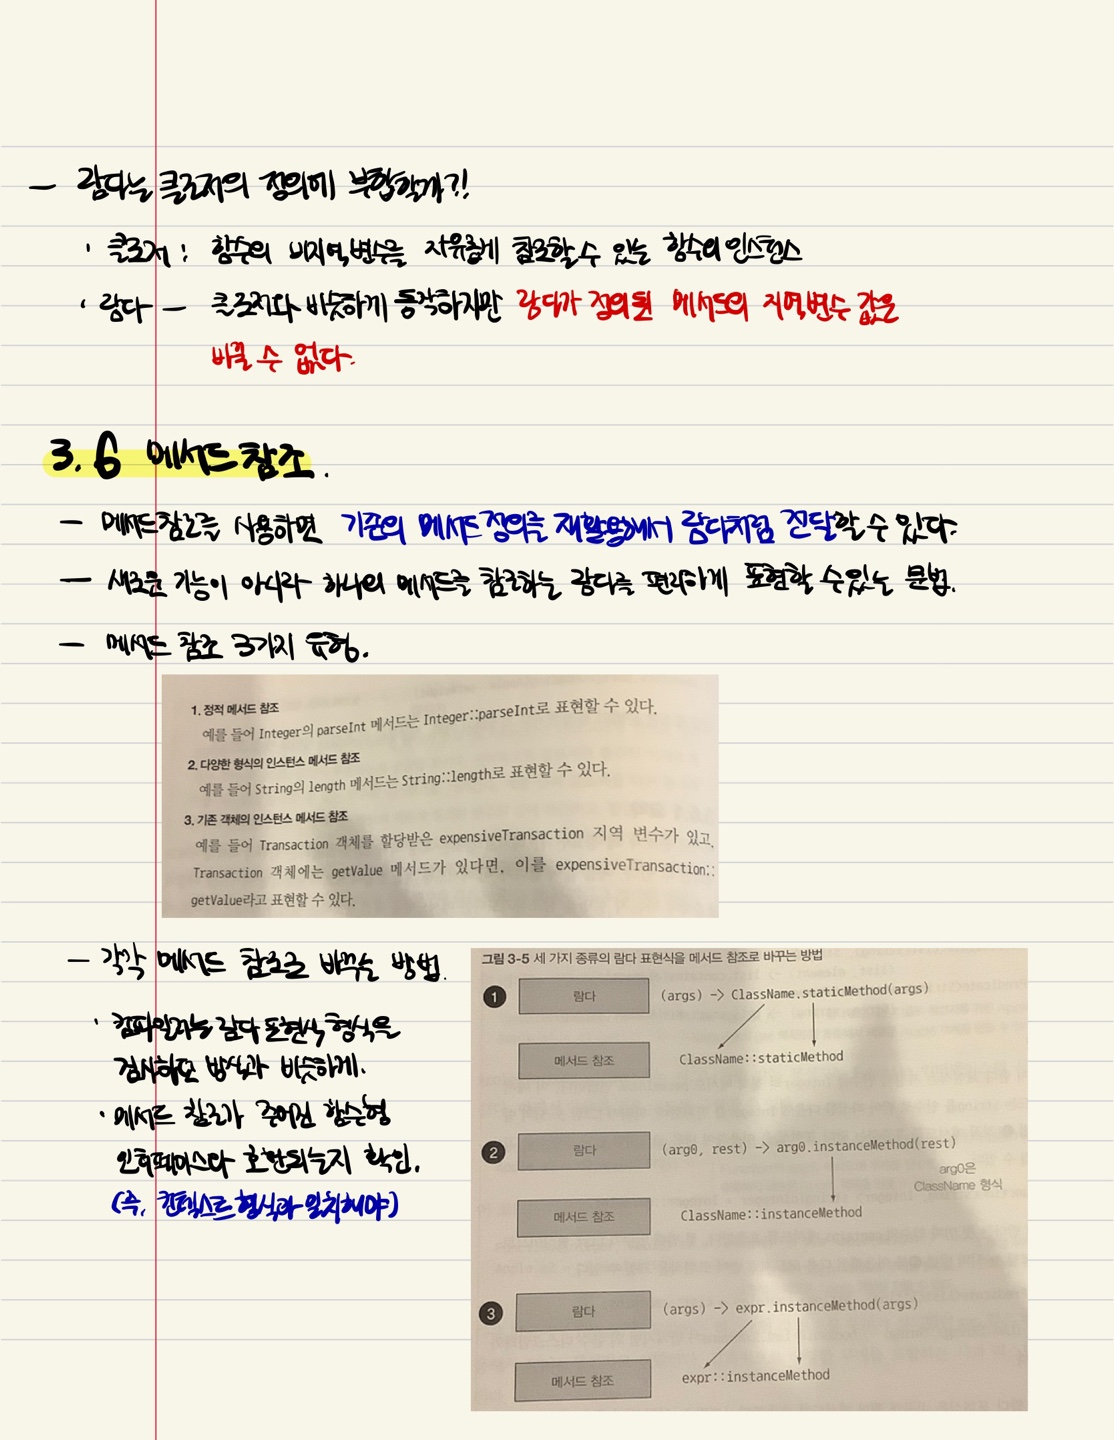 - 람다는 클로저의 정의에 부합할까?!
· 클로저 : 함수의 비지역변수를 자유롭게 참조할 수 있는 함수의 인스턴스
· 람다 - 클로저와 비슷하게 동작하지만 람다가 정의된 메서드의 지역변수 값은
바꿀 수 없다.
3.6 메서드 참조.
- 메서드 참조를 사용하면 기존의 메서드 정의를 재활용해서 람다처럼 전달할 수 있다.
- 새로운 기능이 아니라 하나의 메서드를 참조하는 람다를 편리하게 표현할 수 있는 문법.
- 메서드 참조 3가지 유형.
1. 정적 메서드 참조
예를 들어 Integer의 parseInt 메서드는 Integer::parseInt로 표현할 수 있다.
2. 다양한 형식의 인스턴스 메서드 참조
예를 들어 String의 length 메서드는 String::length로 표현할 수 있다.
3. 기존 객체의 인스턴스 메서드 참조
예를 들어 Transaction 객체를 할당받은 expensiveTransaction 지역 변수가 있고,
Transaction 객체에는 getValue 메서드가 있다면, 이를 expensiveTransaction::
getValue라고 표현할 수 있다.
- 각각 메서드 참조로 바꾸는 방법.
· 컴파일러는 람다 표현식 형식을
검사하던 방식과 비슷하게.
· 메서드 참조가 주어진 함수형
인터페이스와 호환되는지 확인.
(즉, 컨텍스트 형식과 일치해야)
그림 3-5 세 가지 종류의 람다 표현식을 메서드 참조로 바꾸는 방법
1 람다 (args) -> ClassName.staticMethod(args)
메서드 참조 ClassName::staticMethod
2 람다 (arg0, rest) -> arg0.instanceMethod(rest)
arg0은
ClassName 형식
메서드 참조 ClassName::instanceMethod
3 람다 (args) -> expr.instanceMethod(args)
메서드 참조 expr::instanceMethod